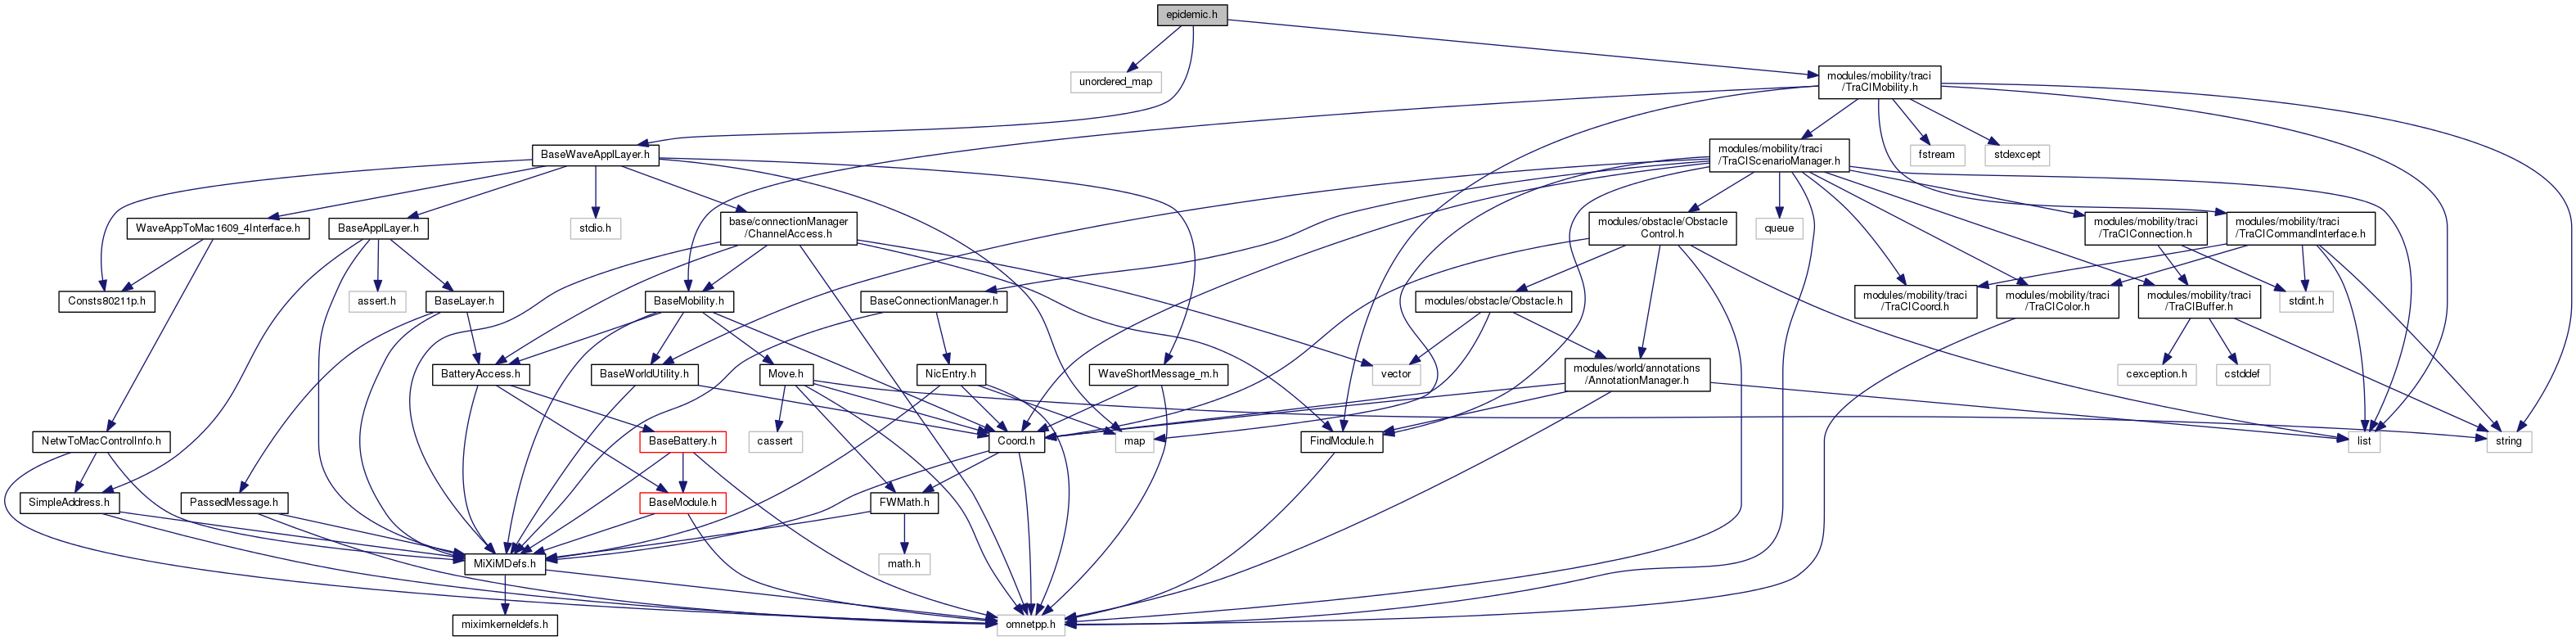 epidemic.h
unordered_map
modules/mobility/traci
/TraCIMobility.h
BaseWaveApplLayer.h
modules/mobility/traci
/TraCIScenarioManager.h
fstream
stdexcept
WaveAppToMac1609_4Interface.h
BaseApplLayer.h
stdio.h
base/connectionManager
/ChannelAccess.h
modules/obstacle/Obstacle
Control.h
queue
modules/mobility/traci
/TraCIConnection.h
modules/mobility/traci
/TraCICommandInterface.h
Consts80211p.h
assert.h
BaseLayer.h
BaseMobility.h
BaseConnectionManager.h
modules/obstacle/Obstacle.h
modules/mobility/traci
/TraCICoord.h
modules/mobility/traci
/TraCIColor.h
modules/mobility/traci
/TraCIBuffer.h
stdint.h
BatteryAccess.h
BaseWorldUtility.h
Move.h
NicEntry.h
WaveShortMessage_m.h
vector
modules/world/annotations
/AnnotationManager.h
cexception.h
cstddef
NetwToMacControlInfo.h
BaseBattery.h
cassert
Coord.h
map
FindModule.h
list
string
SimpleAddress.h
PassedMessage.h
BaseModule.h
FWMath.h
MiXiMDefs.h
math.h
miximkerneldefs.h
omnetpp.h